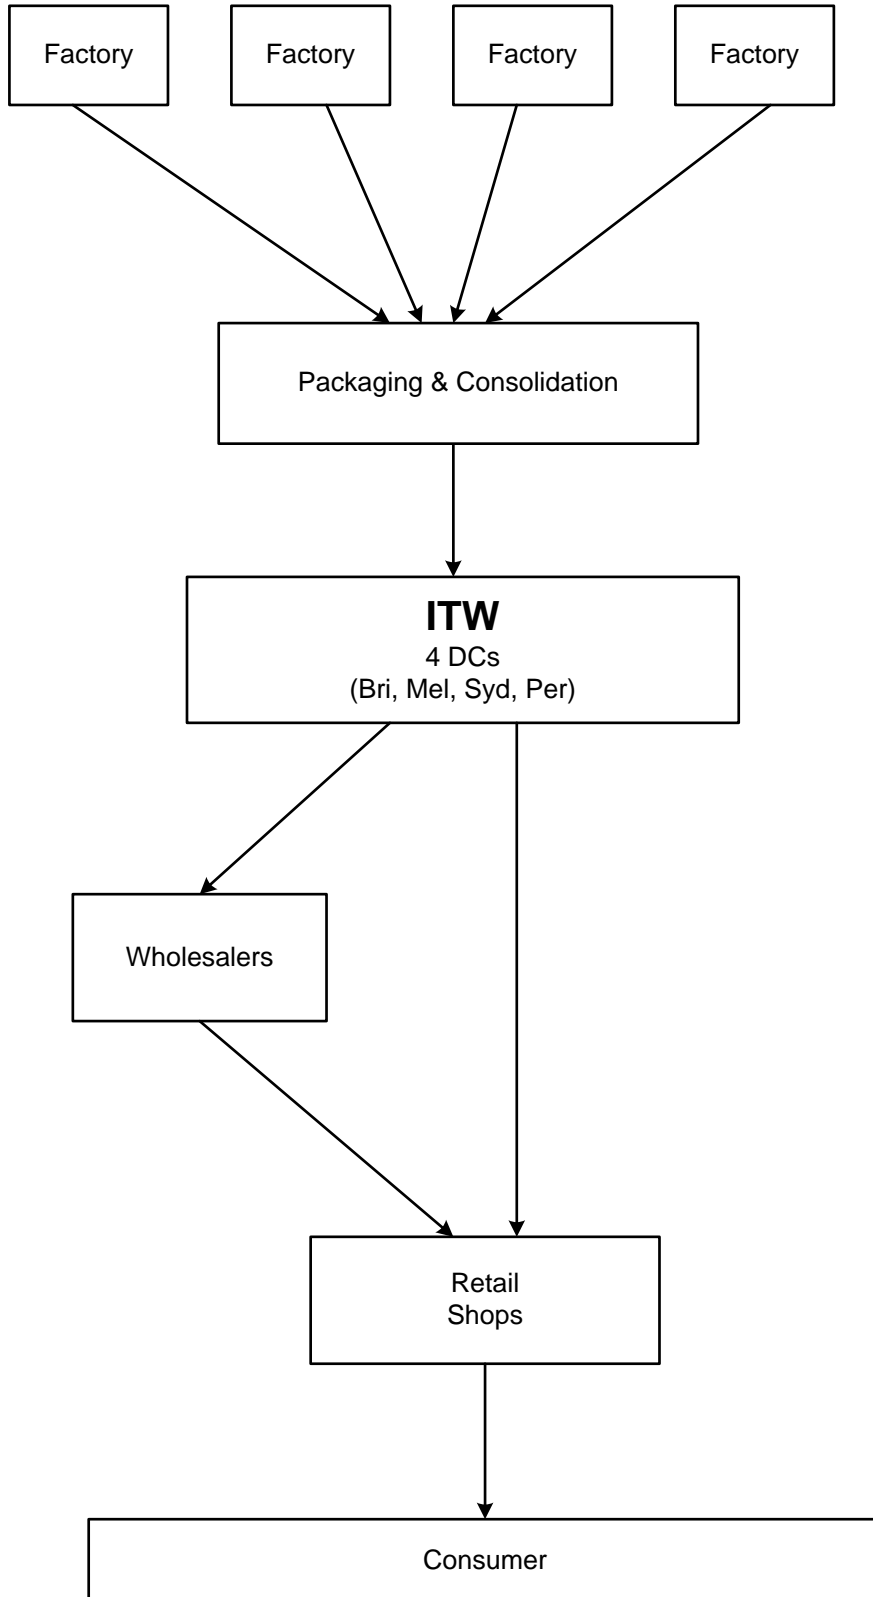 Factory
Factory
Factory
Factory
Packaging & Consolidation
ITW
4 DCs
(Bri, Mel, Syd, Per)
Wholesalers
Retail
Shops
Consumer